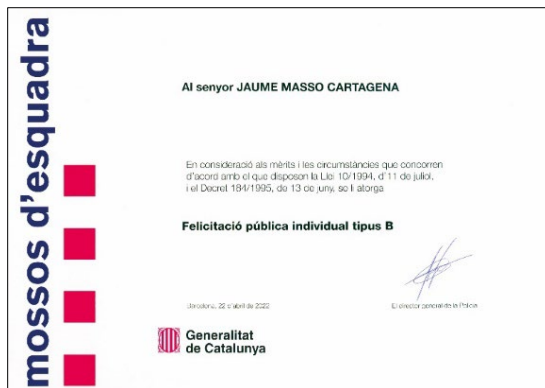 mossos d'esquadra
Al senyor JAUME MASSO CARTAGENA
En consideració als mèrits i les circumstàncies que concorren
d'acord amb el que disposen la Llei 10/1994, d'11 de juliol,
i el Decret 184/1995, de 13 de juny, se li atorga
Felicitació pública individual tipus B
22 d'abril de 2022
El director general de la Policia
Generalitat
de Catalunya